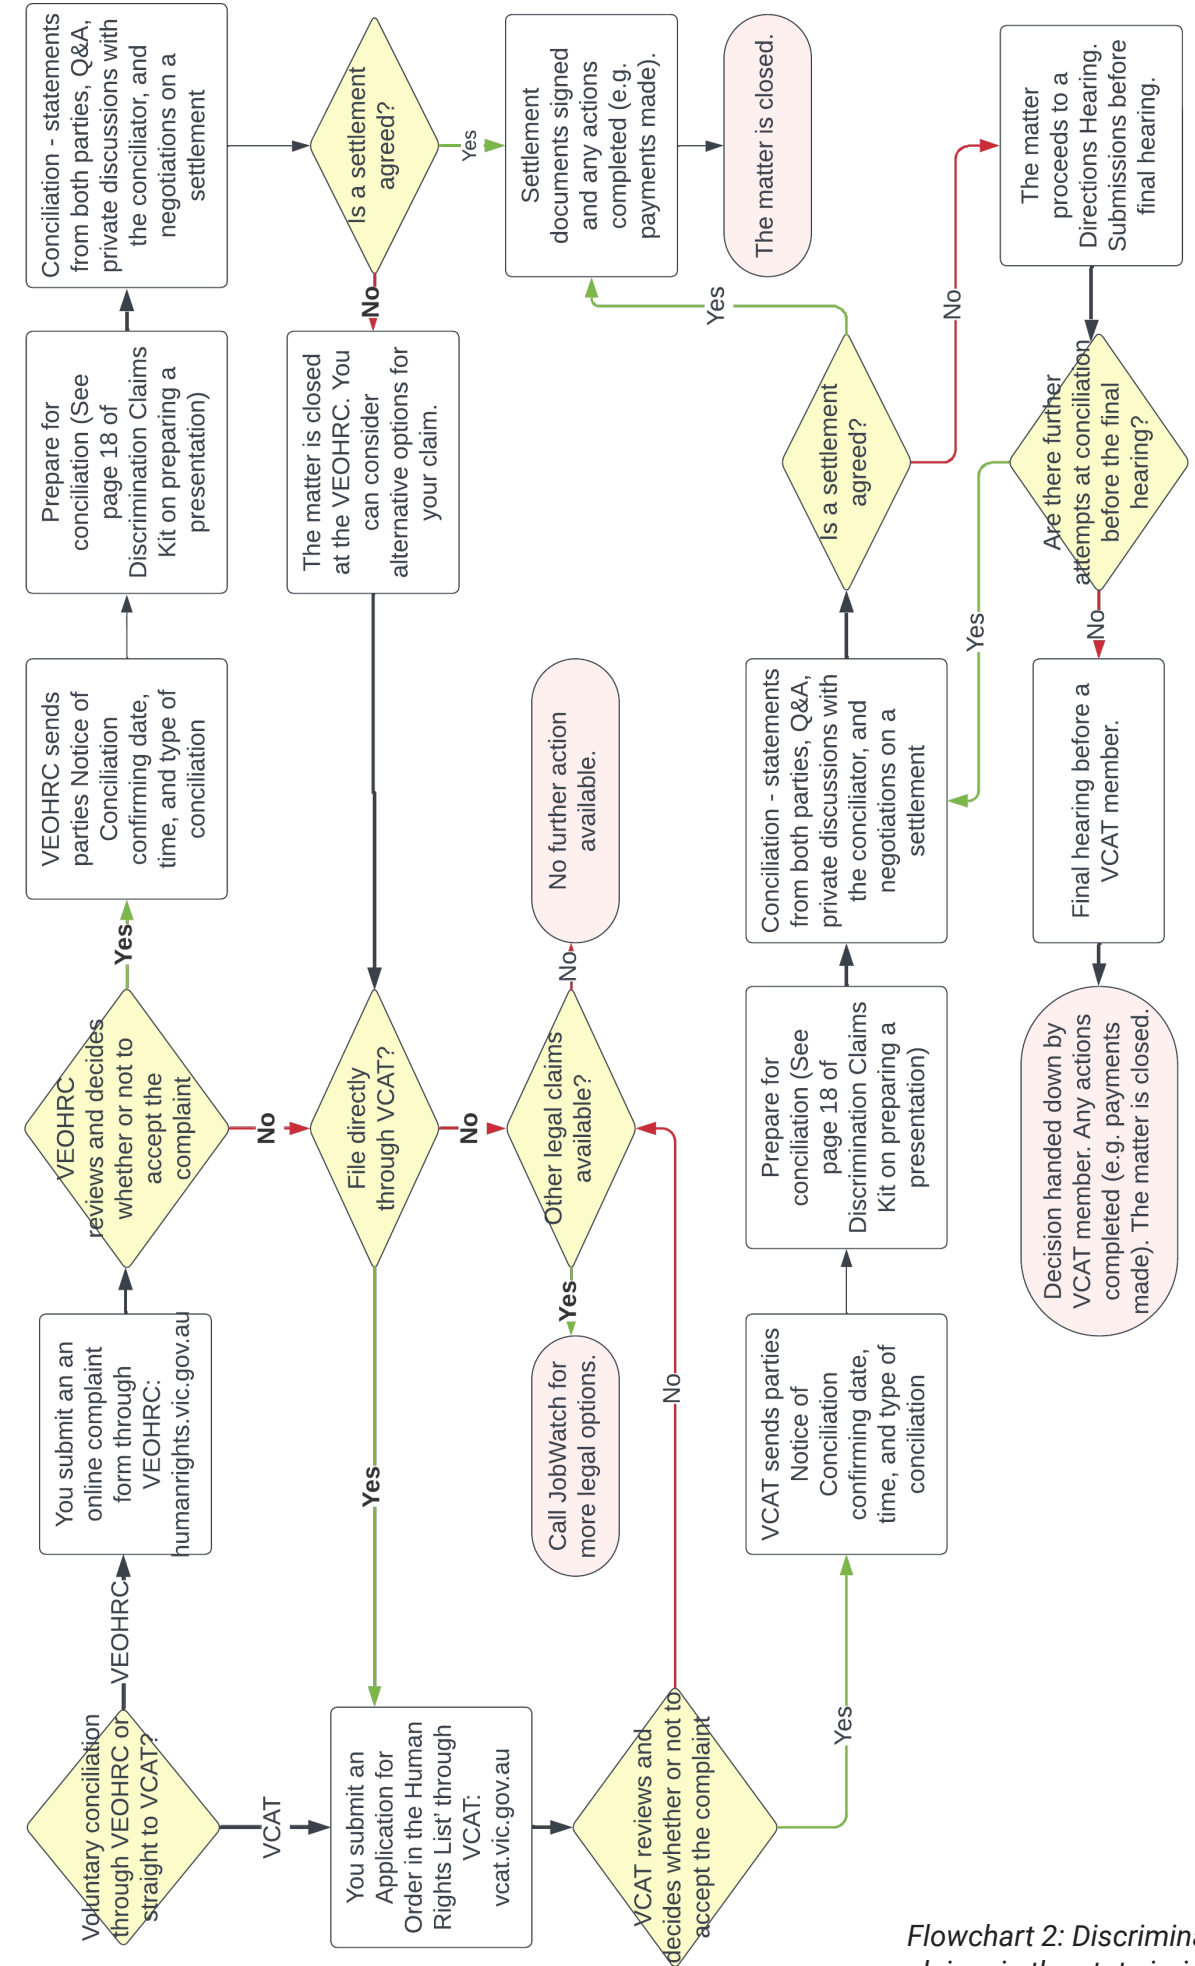 Voluntary conciliation
through VEOHRC or
straight to VCAT?
VEOHRC
You submit an an
online complaint
form through
VEOHRC:
humanrights.vic.gov.au
VEOHRC
reviews and decides
whether or not to
accept the
complaint
Yes
VEOHRC sends
parties Notice of
Conciliation
confirming date,
time, and type of
conciliation
Prepare for
conciliation (See
page 18 of
Discrimination Claims
Kit on preparing a
presentation)
Conciliation - statements
from both parties, Q&A,
private discussions with
the conciliator, and
negotiations on a
settlement
VCAT
No
Is a settlement
agreed?
No
The matter is closed
at the VEOHRC. You
can consider
alternative options for
your claim.
File directly
through VCAT?
Yes
No
Yes
You submit an
Application for
Order in the Human
Rights List’ through
VCAT:
vcat.vic.gov.au
Other legal claims
available?
Yes
Call JobWatch for
more legal options.
No
No further action
available.
Settlement
documents signed
and any actions
completed (e.g.
payments made).
The matter is closed.
VCAT reviews and
decides whether or not to
accept the complaint
No
Yes
VCAT sends parties
Notice of
Conciliation
confirming date,
time, and type of
conciliation
Prepare for
conciliation (See
page 18 of
Discrimination Claims
Kit on preparing a
presentation)
Conciliation - statements
from both parties, Q&A,
private discussions with
the conciliator, and
negotiations on a
settlement
Is a settlement
agreed?
Yes
No
The matter
proceeds to a
Directions Hearing.
Submissions before
final hearing.
Are there further
attempts at conciliation
before the final
hearing?
Yes
No
Final hearing before a
VCAT member.
Decision handed down by
VCAT member. Any actions
completed (e.g. payments
made). The matter is closed.
Flowchart 2: